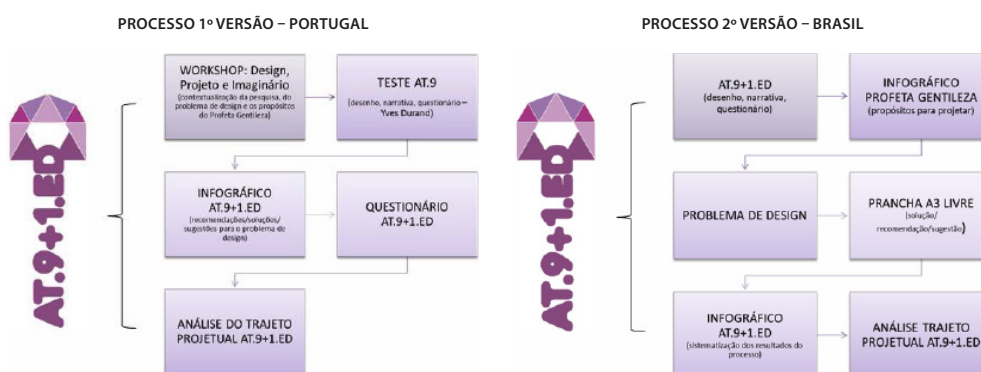 PROCESSO 1º VERSÃO – PORTUGAL
AT.9+1.ED
WORKSHOP: Design,
Projeto e Imaginário
(contextualização da pesquisa, do
problema de design e os propósitos
do Profeta Gentileza)
TESTE AT.9
(desenho, narrativa, questionário –
Yves Durand)
INFOGRÁFICO
AT.9+1.ED
(recomendações/soluções/
sugestões para o problema de
design)
QUESTIONÁRIO
AT.9+1.ED
ANÁLISE DO TRAJETO
PROJETUAL AT.9+1.ED
PROCESSO 2º VERSÃO – BRASIL
AT.9+1.ED
AT.9+1.ED
(desenho, narrativa,
questionário)
INFOGRÁFICO
PROFETA GENTILEZA
(propósitos para projetar)
PROBLEMA DE DESIGN
PRANCHA A3 LIVRE
(solução/
recomendação/sugestão)
INFOGRÁFICO
AT.9+1.ED
(sistematização dos resultados do
processo)
ANÁLISE TRAJETO
PROJETUAL AT.9+1.ED